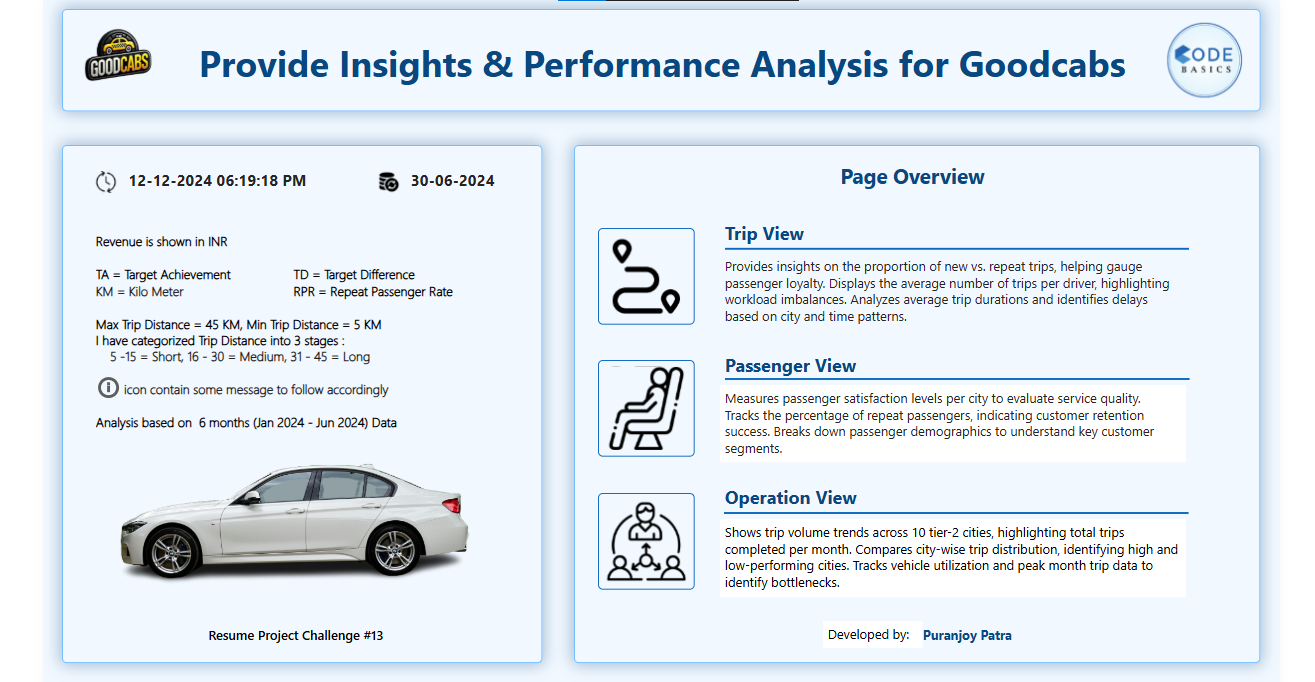 GOODCABS
Provide Insights & Performance Analysis for Goodcabs
CODE
BASICS
12-12-2024 06:19:18 PM
30-06-2024
Revenue is shown in INR
TA = Target Achievement
TD = Target Difference
KM = Kilo Meter
RPR = Repeat Passenger Rate
Max Trip Distance = 45 KM, Min Trip Distance = 5 KM
I have categorized Trip Distance into 3 stages :
5 -15 = Short, 16 - 30 = Medium, 31 - 45 = Long
icon contain some message to follow accordingly
Analysis based on 6 months (Jan 2024 - Jun 2024) Data
Resume Project Challenge #13
Page Overview
Trip View
Provides insights on the proportion of new vs. repeat trips, helping gauge
passenger loyalty. Displays the average number of trips per driver, highlighting
workload imbalances. Analyzes average trip durations and identifies delays
based on city and time patterns.
Passenger View
Measures passenger satisfaction levels per city to evaluate service quality.
Tracks the percentage of repeat passengers, indicating customer retention
success. Breaks down passenger demographics to understand key customer
segments.
Operation View
Shows trip volume trends across 10 tier-2 cities, highlighting total trips
completed per month. Compares city-wise trip distribution, identifying high and
low-performing cities. Tracks vehicle utilization and peak month trip data to
identify bottlenecks.
Developed by: Puranjoy Patra